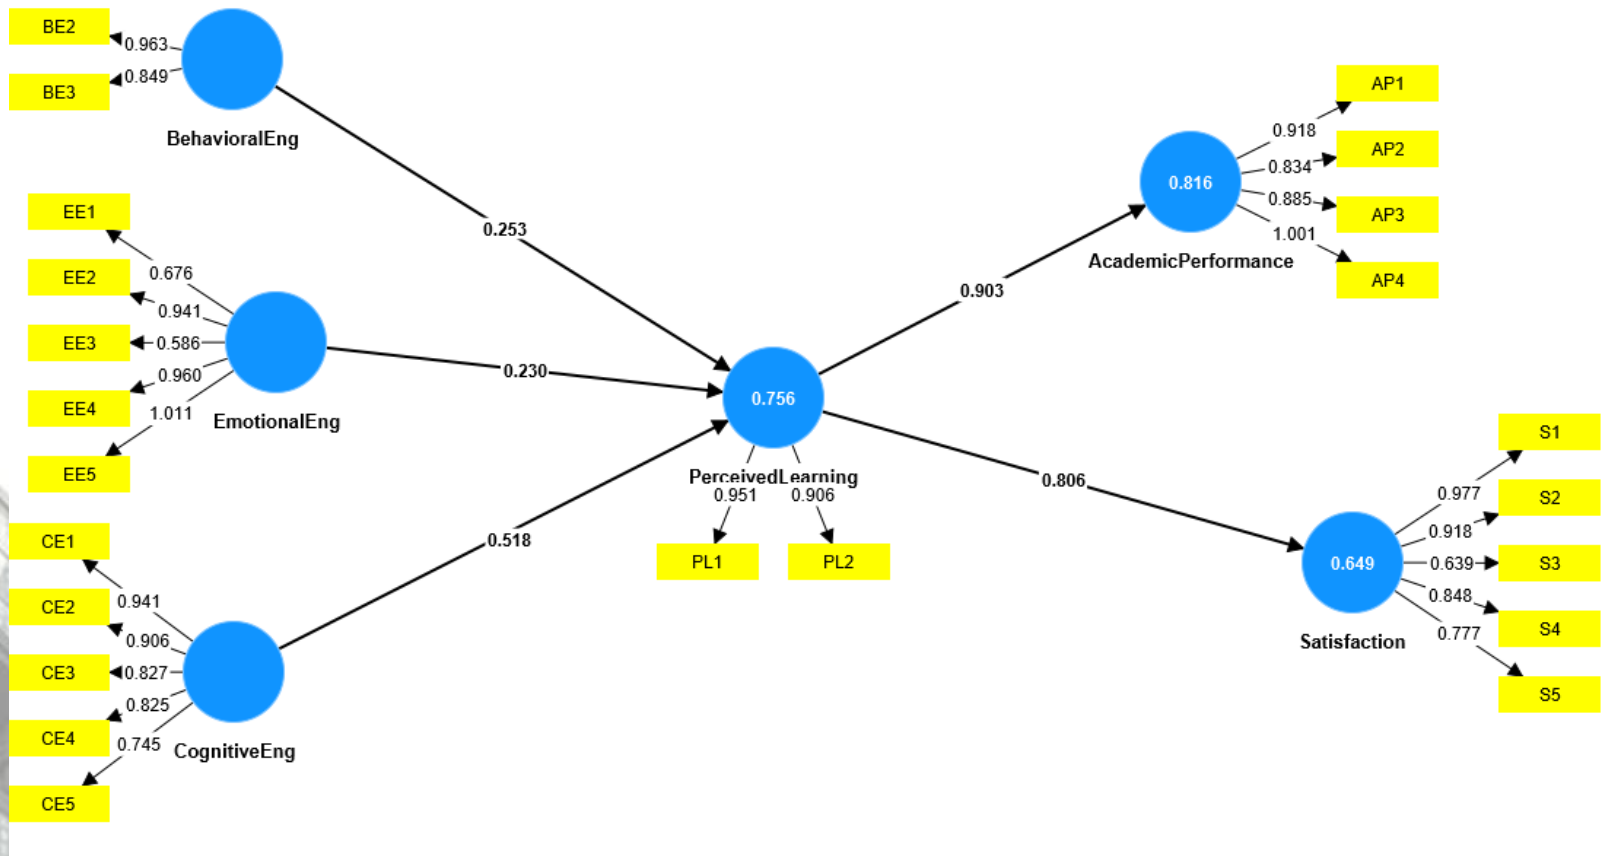 BE2
0.963
0.849
BE3
BehavioralEng
AP1
0.918
AP2
0.834
0.816
0.885
AP3
1.001
AcademicPerformance
AP4
EE1
0.676
EE2
0.941
EE3
0.586
0.960
EE4
1.011
EmotionalEng
EE5
0.253
0.230
0.518
0.903
0.756
PerceivedLearning
0.951
0.906
PL1
PL2
0.806
CE1
0.941
CE2
0.906
CE3
0.827
0.825
CE4
0.745
CognitiveEng
CE5
S1
0.977
S2
0.918
0.649
0.639
S3
0.848
S4
0.777
Satisfaction
S5